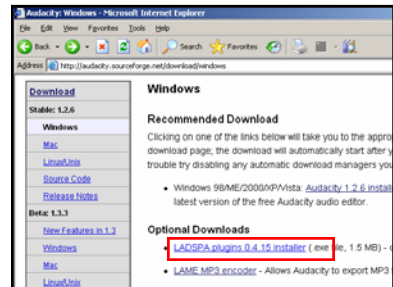 Audacity: Windows - Microsoft Internet Explorer
File Edit View Favorites Tools Help
Back Search Favorites
Address http://audacity.sourceforge.net/download/windows
Download
Stable: 1.2.6
Windows
Mac
Linux/Unix
Source Code
Release Notes
Beta: 1.3.3
New Features in 1.3
Windows
Mac
Linux/Unix
Windows
Recommended Download
Clicking on one of the links below will take you to the appro
download page; the download will automatically start after y
trouble try disabling any automatic download managers you
• Windows 98/ME/2000/XP/Vista: Audacity 1.2.6 install
latest version of the free Audacity audio editor.
Optional Downloads
• LADSPA plugins 0.4.15 installer (.exe file, 1.5 MB) -
• LAME MP3 encoder - Allows Audacity to export MP3